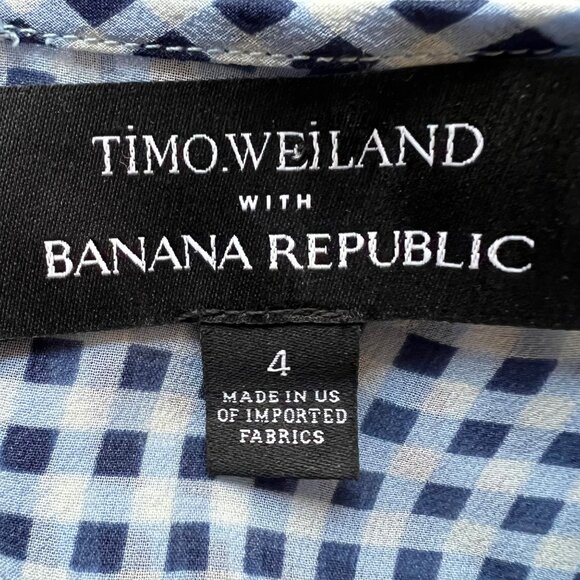 TiMO.WEiLAND
WITH
BANANA REPUBLIC
4
MADE IN US
OF IMPORTED
FABRICS